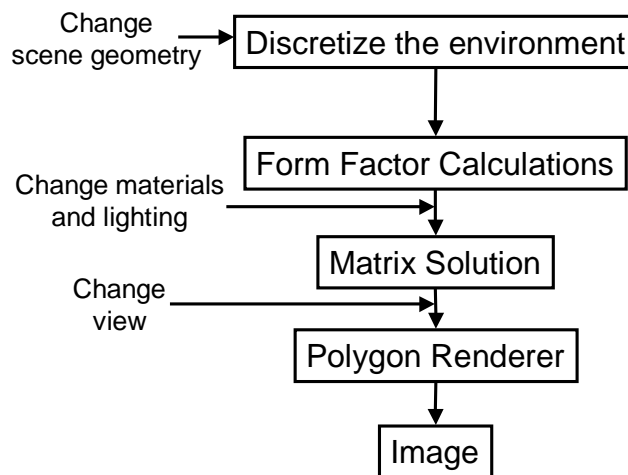 Change
scene geometry
Discretize the environment
Form Factor Calculations
Change materials
and lighting
Matrix Solution
Change
view
Polygon Renderer
Image